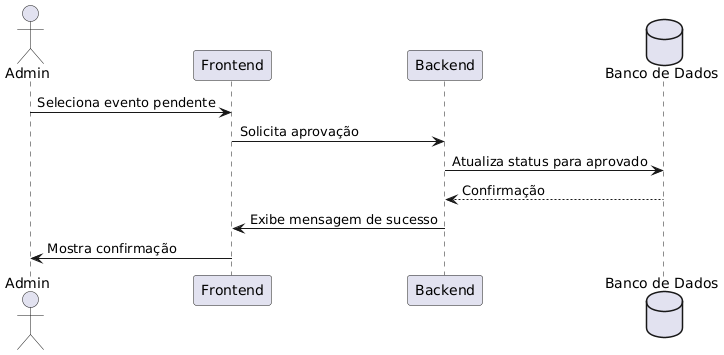 Admin
Frontend
Backend
Banco de Dados
Seleciona evento pendente
Solicita aprovação
Atualiza status para aprovado
Confirmação
Exibe mensagem de sucesso
Mostra confirmação
Admin
Frontend
Backend
Banco de Dados